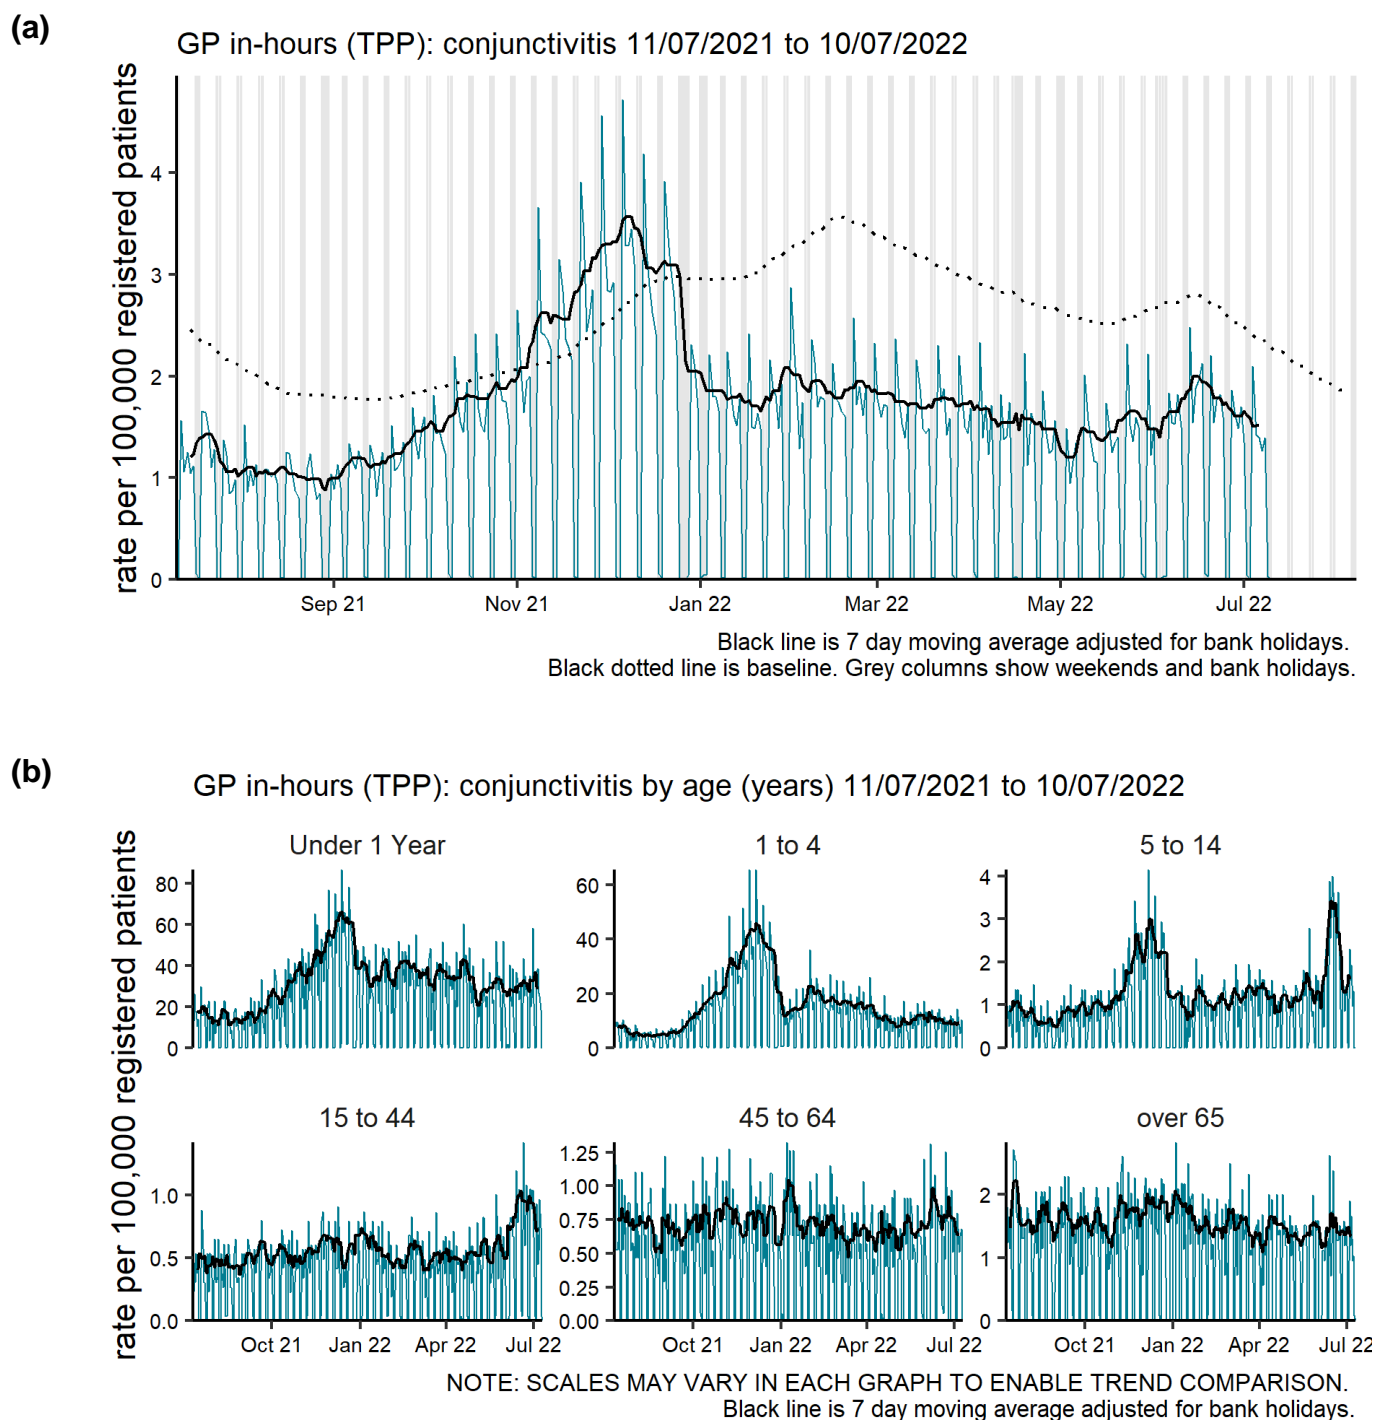 (a)
GP in-hours (TPP): conjunctivitis 11/07/2021 to 10/07/2022
rate per 100,000 registered patients
4
3
2
1
0
Sep 21 Nov 21 Jan 22 Mar 22 May 22 Jul 22
Black line is 7 day moving average adjusted for bank holidays.
Black dotted line is baseline. Grey columns show weekends and bank holidays.
(b)
GP in-hours (TPP): conjunctivitis by age (years) 11/07/2021 to 10/07/2022
rate per 100,000 registered patients
Under 1 Year
80
60
40
20
0
1 to 4
60
40
20
0
5 to 14
4
3
2
1
0
15 to 44
1.0
0.5
0.0
Oct 21 Jan 22 Apr 22 Jul 22
45 to 64
1.25
1.00
0.75
0.50
0.25
0.00
Oct 21 Jan 22 Apr 22 Jul 22
over 65
2
1
0
Oct 21 Jan 22 Apr 22 Jul 22
NOTE: SCALES MAY VARY IN EACH GRAPH TO ENABLE TREND COMPARISON.
Black line is 7 day moving average adjusted for bank holidays.